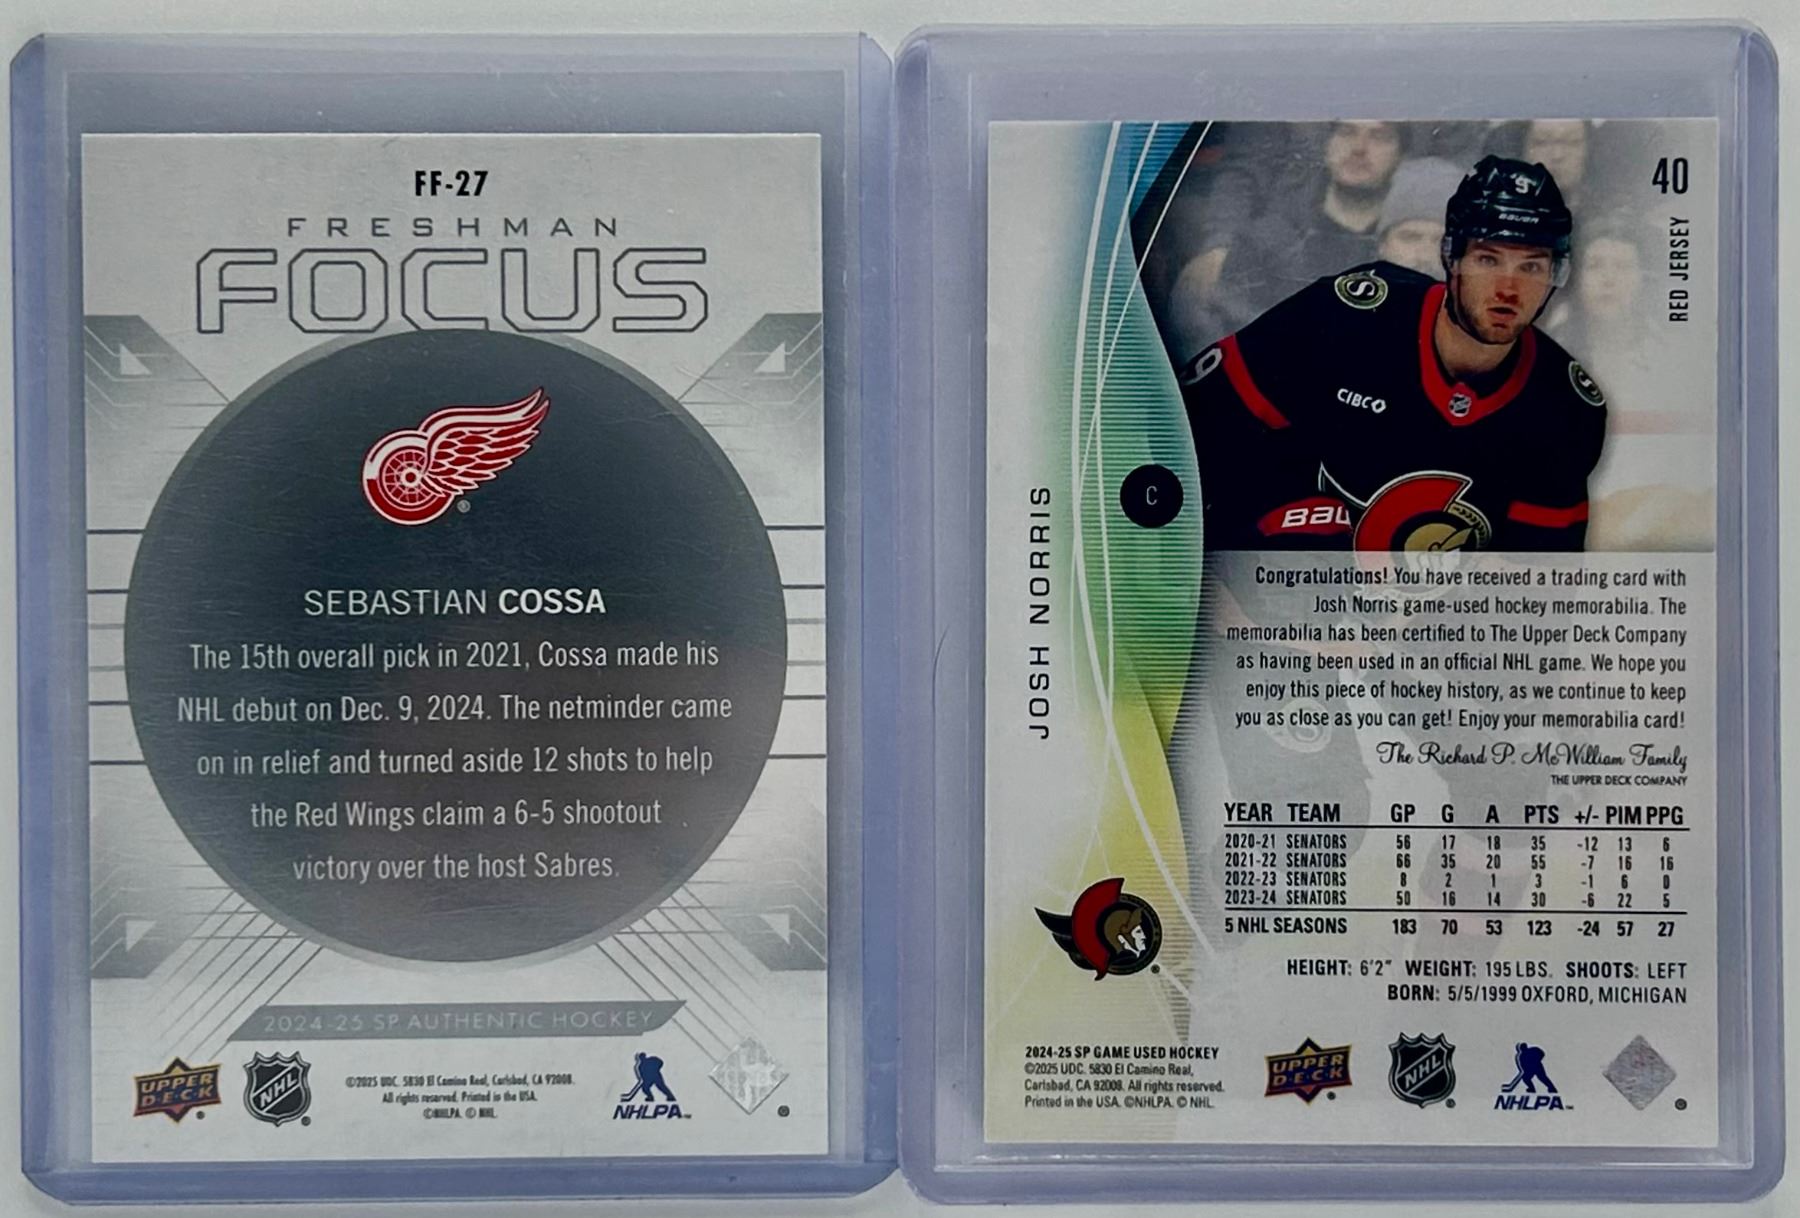 FF-27
FRESHMAN
FOCUS
SEBASTIAN COSSA
The 15th overall pick in 2021, Cossa made his
NHL debut on Dec. 9, 2024. The netminder came
on in relief and turned aside 12 shots to help
the Red Wings claim a 6-5 shootout
victory over the host Sabres.
2024-25 SP AUTHENTIC HOCKEY
UPPER
D·E·C·K
NHL
©2025 UDC. 5830 El Camino Real, Carlsbad, CA 92008.
All rights reserved. Printed in the USA.
©NHLPA. © NHL.
NHLPA
40
RED JERSEY
9
BAUER
S
9
CIBC
NHL
BAU
C
JOSH NORRIS
Congratulations! You have received a trading card with
Josh Norris game-used hockey memorabilia. The
memorabilia has been certified to The Upper Deck Company
as having been used in an official NHL game. We hope you
enjoy this piece of hockey history, as we continue to keep
you as close as you can get! Enjoy your memorabilia card!
The Richard P. McWilliam Family
THE UPPER DECK COMPANY
YEAR TEAM GP G A PTS +/- PIM PPG
2020-21 SENATORS 56 17 18 35 -12 13 6
2021-22 SENATORS 66 35 20 55 -7 16 16
2022-23 SENATORS 8 2 1 3 -1 6 0
2023-24 SENATORS 50 16 14 30 -6 22 5
5 NHL SEASONS 183 70 53 123 -24 57 27
HEIGHT: 6'2" WEIGHT: 195 LBS. SHOOTS: LEFT
BORN: 5/5/1999 OXFORD, MICHIGAN
2024-25 SP GAME USED HOCKEY
©2025 UDC. 5830 El Camino Real,
Carlsbad, CA 92008. All rights reserved.
Printed in the USA. ©NHLPA. © NHL.
UPPER
D·E·C·K
NHL
NHLPA